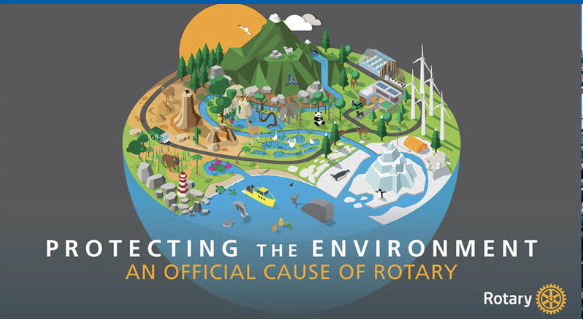 PROTECTING THE ENVIRONMENT
AN OFFICIAL CAUSE OF ROTARY
Rotary